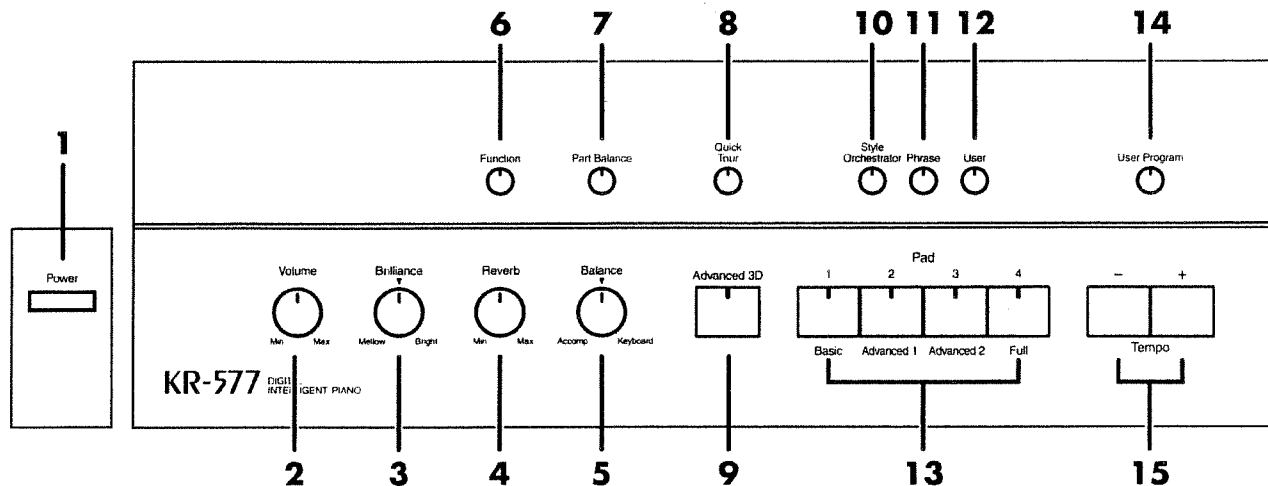 6 7 8 10 11 12 14
1
Function
Part Balance
Quick
Tour
Style
Orchestrator
Phrase
User
User Program
Power
Volume
Min Max
Brilliance
Mellow Bright
Reverb
Min Max
Balance
Accomp Keyboard
Advanced 3D
Pad
1 2 3 4
Basic Advanced 1 Advanced 2 Full
− +
Tempo
KR-577
INTELLIGENT PIANO
2 3 4 5 9 13 15